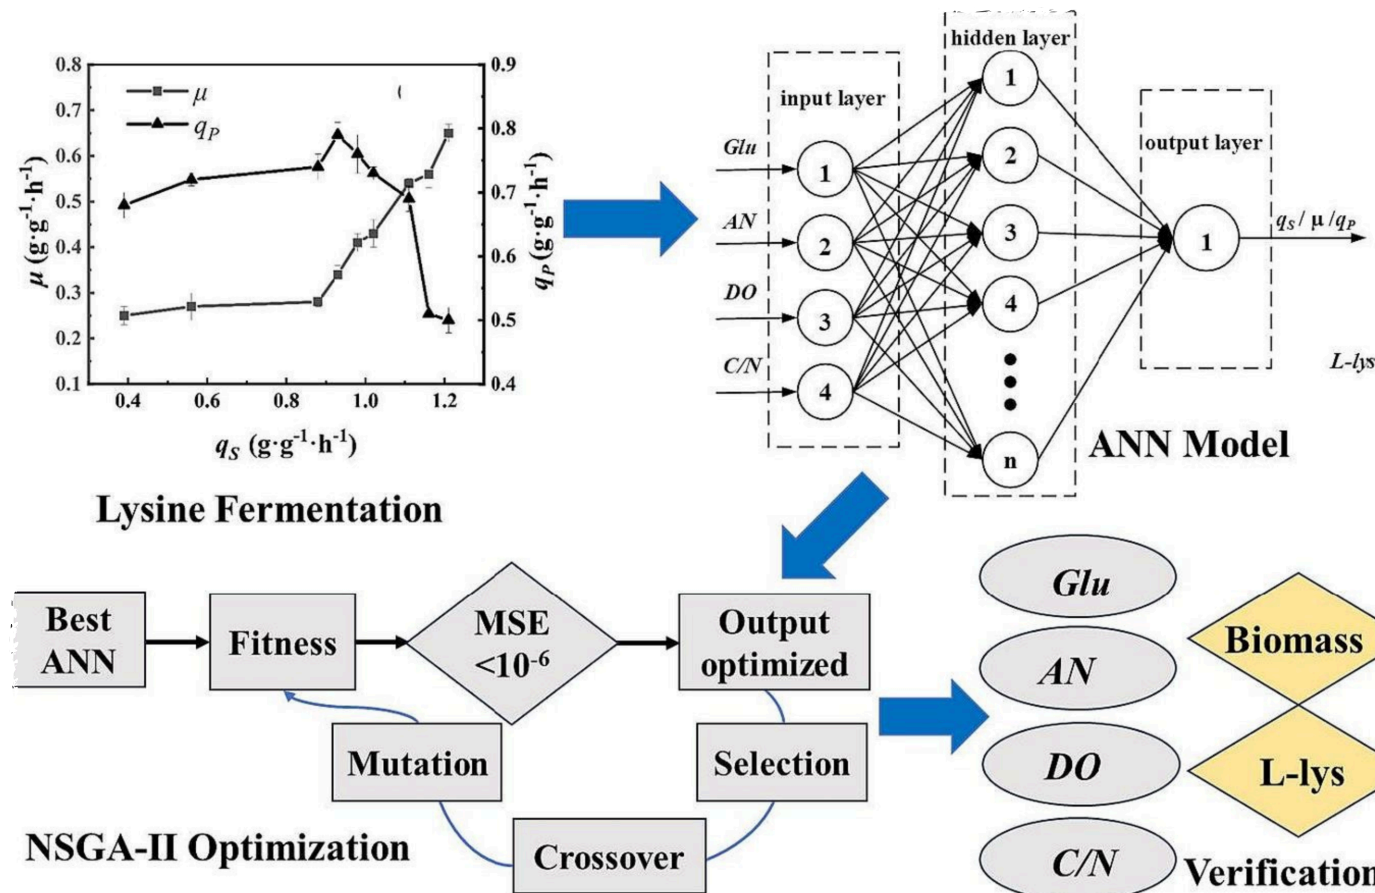 μ
q_P
μ (g·g⁻¹·h⁻¹)
0.8
0.7
0.6
0.5
0.4
0.3
0.2
0.1
0.9
0.8
0.7
0.6
0.5
0.4
q_P (g·g⁻¹·h⁻¹)
0.4
0.6
0.8
1.0
1.2
q_S (g·g⁻¹·h⁻¹)
(
Lysine Fermentation
input layer
hidden layer
output layer
Glu
AN
DO
C/N
1
2
3
4
1
2
3
4
n
1
q_S / μ /q_P
L-lys
ANN Model
Best
ANN
Fitness
MSE
<10⁻⁶
Output
optimized
Mutation
Selection
Crossover
NSGA-II Optimization
Glu
AN
DO
C/N
Biomass
L-lys
Verification